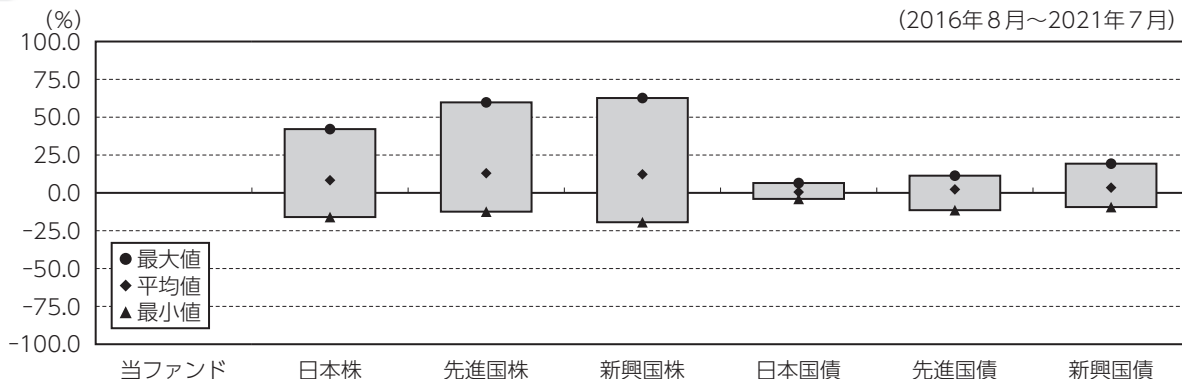 (%)
(2016年8月～2021年7月)
100.0
75.0
50.0
25.0
0.0
-25.0
-50.0
-75.0
-100.0
●最大値
◆平均値
▲最小値
当ファンド 日本株 先進国株 新興国株 日本国債 先進国債 新興国債